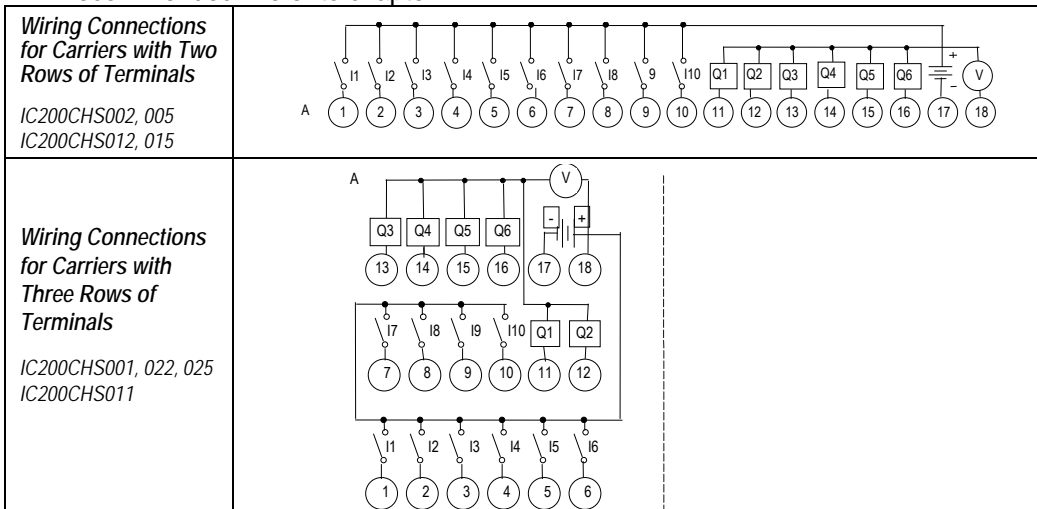 Wiring Connections
for Carriers with Two
Rows of Terminals
IC200CHS002, 005
IC200CHS012, 015
+
I1 I2 I3 I4 I5 I6 I7 I8 9 I10 Q1 Q2 Q3 Q4 Q5 Q6 V
–
A 1 2 3 4 5 6 7 8 9 10 11 12 13 14 15 16 17 18
Wiring Connections
for Carriers with
Three Rows of
Terminals
IC200CHS001, 022, 025
IC200CHS011
A V
- +
Q3 Q4 Q5 Q6
13 14 15 16 17 18
I7 I8 I9 I10 Q1 Q2
7 8 9 10 11 12
I1 I2 I3 I4 I5 I6
1 2 3 4 5 6